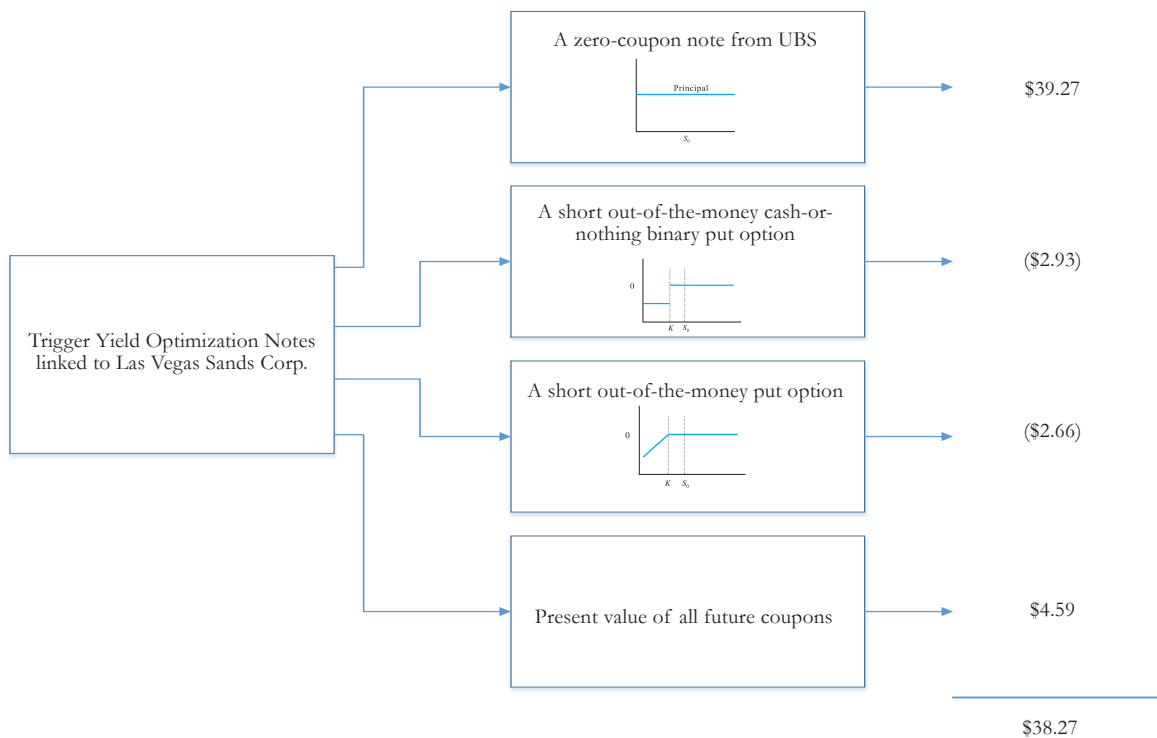 A zero-coupon note from UBS
Principal
S0
$39.27
A short out-of-the-money cash-or-
nothing binary put option
0
K S0
($2.93)
Trigger Yield Optimization Notes
linked to Las Vegas Sands Corp.
A short out-of-the-money put option
0
K S0
($2.66)
Present value of all future coupons
$4.59
$38.27